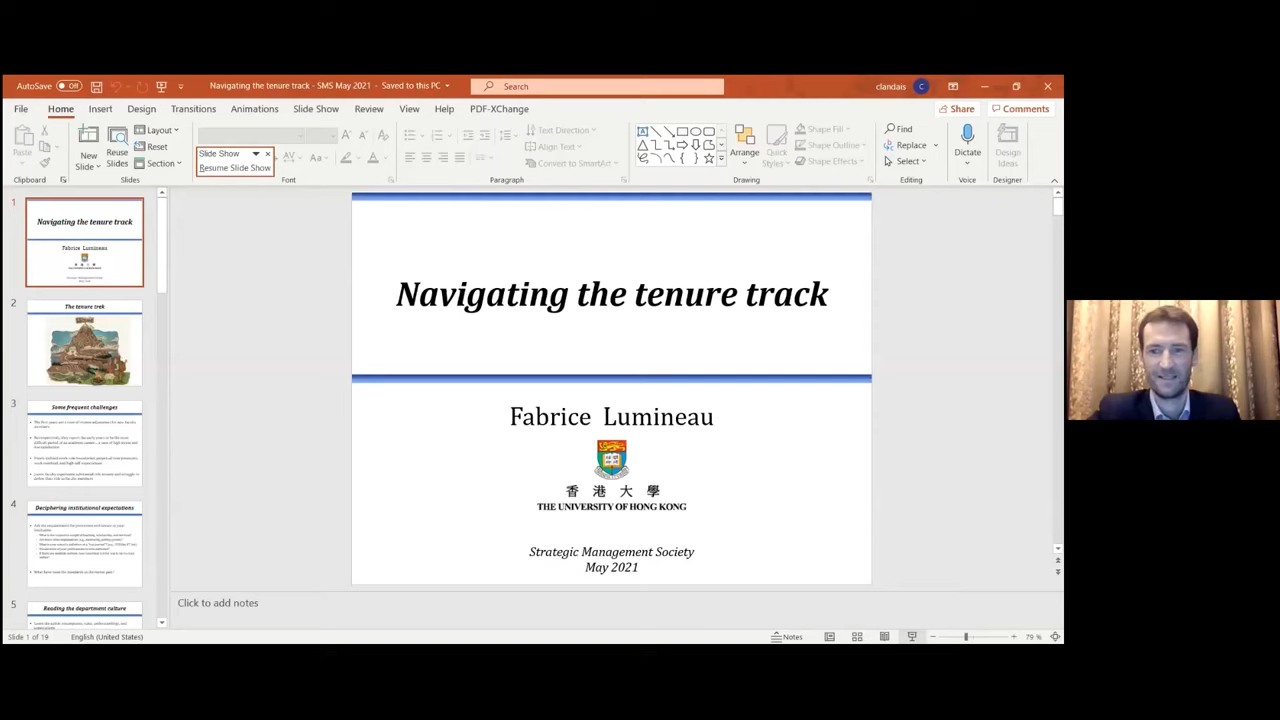 AutoSave Off
Navigating the tenure track - SMS May 2021 - Saved to this PC
Search
clandais
C
File Home Insert Design Transitions Animations Slide Show Review View Help PDF-XChange
Share Comments
Paste
New Slide
Reuse Slides
Layout
Reset
Section
Slide Show
Resume Slide Show
Text Direction
Align Text
Convert to SmartArt
Arrange
Quick Styles
Shape Fill
Shape Outline
Shape Effects
Find
Replace
Select
Dictate
Design Ideas
Clipboard Slides Font Paragraph Drawing Editing Voice Designer
1
Navigating the tenure track
Fabrice Lumineau
2
The tenure trek
3
Some frequent challenges
4
Deciphering institutional expectations
5
Reading the department culture
Navigating the tenure track
Fabrice Lumineau
香 港 大 學
THE UNIVERSITY OF HONG KONG
Strategic Management Society
May 2021
Click to add notes
Slide 1 of 19 English (United States) Notes 79 %